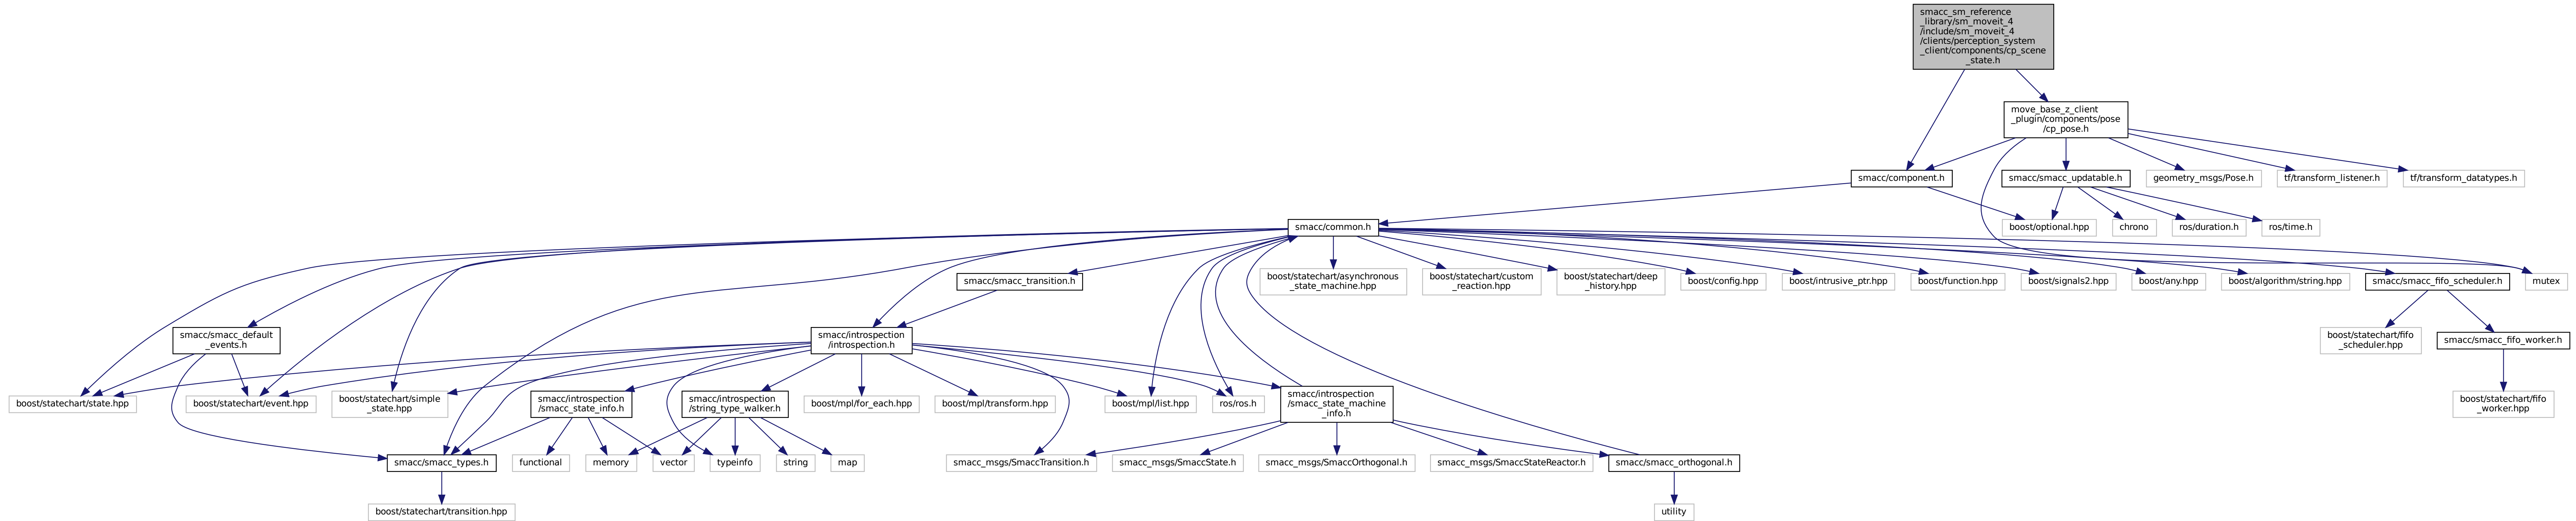 smacc_sm_reference
_library/sm_moveit_4
/include/sm_moveit_4
/clients/perception_system
_client/components/cp_scene
_state.h
move_base_z_client
_plugin/components/pose
/cp_pose.h
smacc/component.h
smacc/smacc_updatable.h
geometry_msgs/Pose.h
tf/transform_listener.h
tf/transform_datatypes.h
smacc/common.h
boost/optional.hpp
chrono
ros/duration.h
ros/time.h
smacc/smacc_transition.h
boost/statechart/asynchronous
_state_machine.hpp
boost/statechart/custom
_reaction.hpp
boost/statechart/deep
_history.hpp
boost/config.hpp
boost/intrusive_ptr.hpp
boost/function.hpp
boost/signals2.hpp
boost/any.hpp
boost/algorithm/string.hpp
smacc/smacc_fifo_scheduler.h
mutex
smacc/smacc_default
_events.h
smacc/introspection
/introspection.h
boost/statechart/fifo
_scheduler.hpp
smacc/smacc_fifo_worker.h
boost/statechart/state.hpp
boost/statechart/event.hpp
boost/statechart/simple
_state.hpp
smacc/introspection
/smacc_state_info.h
smacc/introspection
/string_type_walker.h
boost/mpl/for_each.hpp
boost/mpl/transform.hpp
boost/mpl/list.hpp
ros/ros.h
smacc/introspection
/smacc_state_machine
_info.h
boost/statechart/fifo
_worker.hpp
smacc/smacc_types.h
functional
memory
vector
typeinfo
string
map
smacc_msgs/SmaccTransition.h
smacc_msgs/SmaccState.h
smacc_msgs/SmaccOrthogonal.h
smacc_msgs/SmaccStateReactor.h
smacc/smacc_orthogonal.h
boost/statechart/transition.hpp
utility